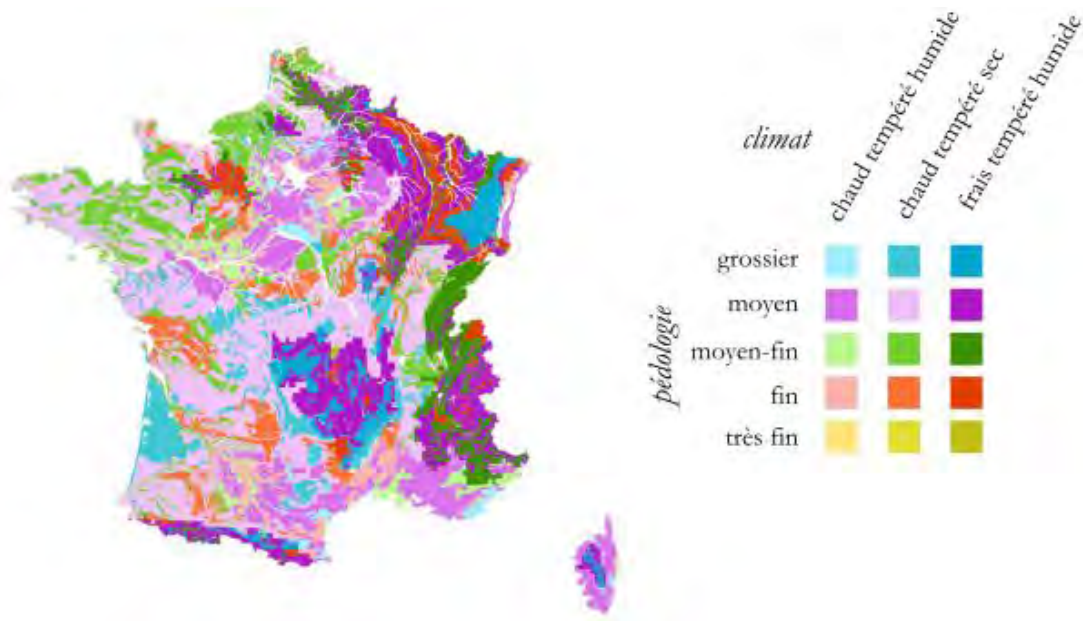 climat
chaud tempéré humide
chaud tempéré sec
frais tempéré humide
pédologie
grossier
moyen
moyen-fin
fin
très fin